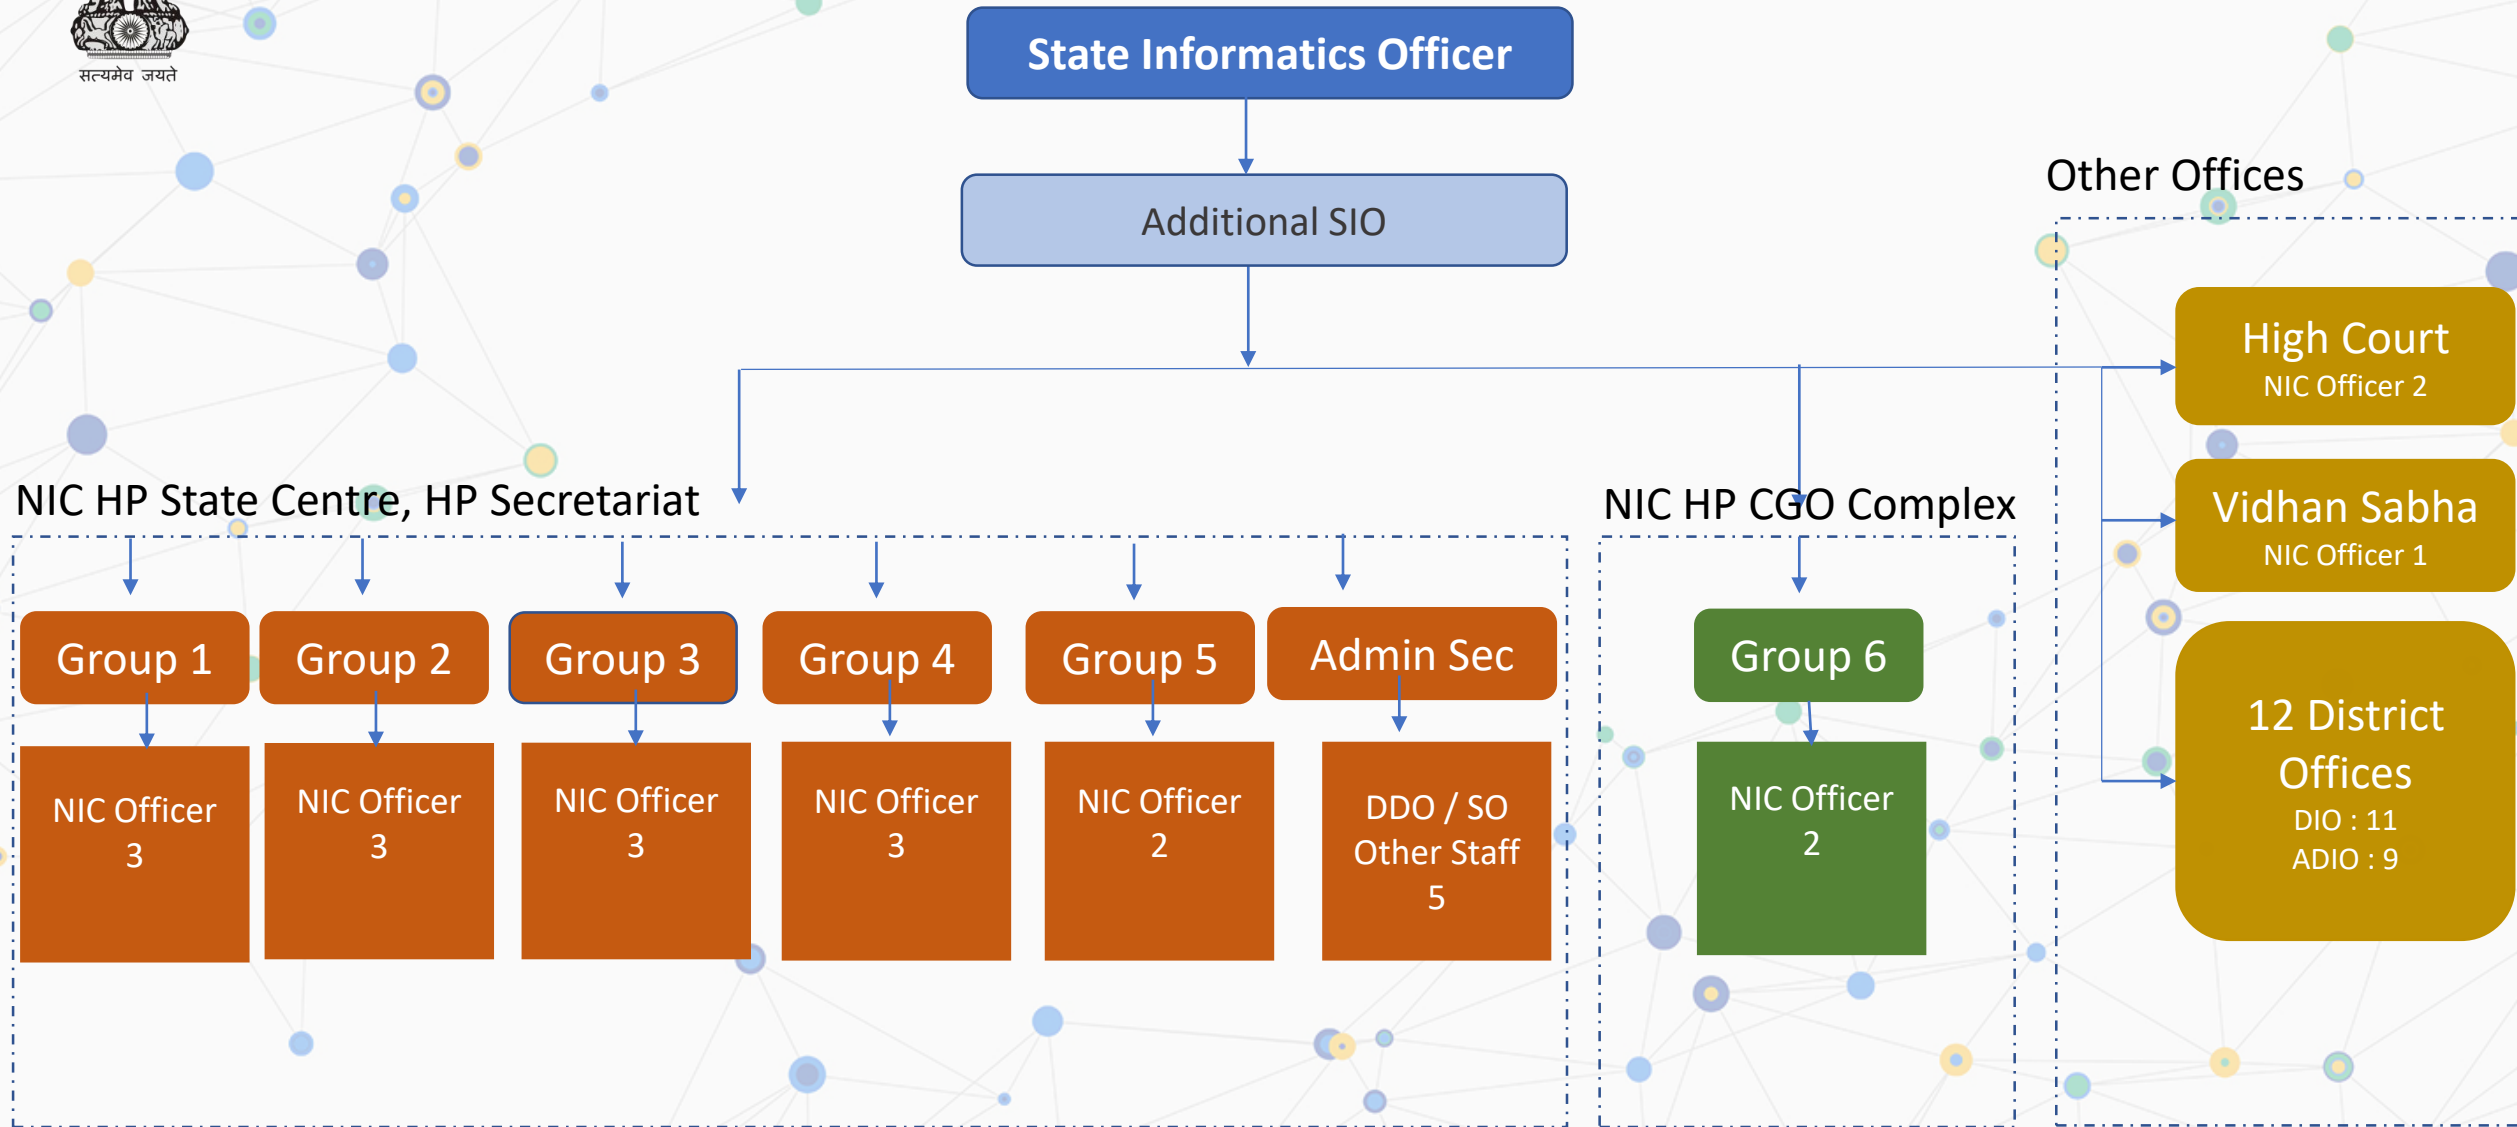 सत्यमेव जयते
State Informatics Officer
Additional SIO
Other Offices
High Court
NIC Officer 2
Vidhan Sabha
NIC Officer 1
12 District
Offices
DIO : 11
ADIO : 9
NIC HP State Centre, HP Secretariat
Group 1
NIC Officer
3
Group 2
NIC Officer
3
Group 3
NIC Officer
3
Group 4
NIC Officer
3
Group 5
NIC Officer
2
Admin Sec
DDO / SO
Other Staff
5
NIC HP CGO Complex
Group 6
NIC Officer
2